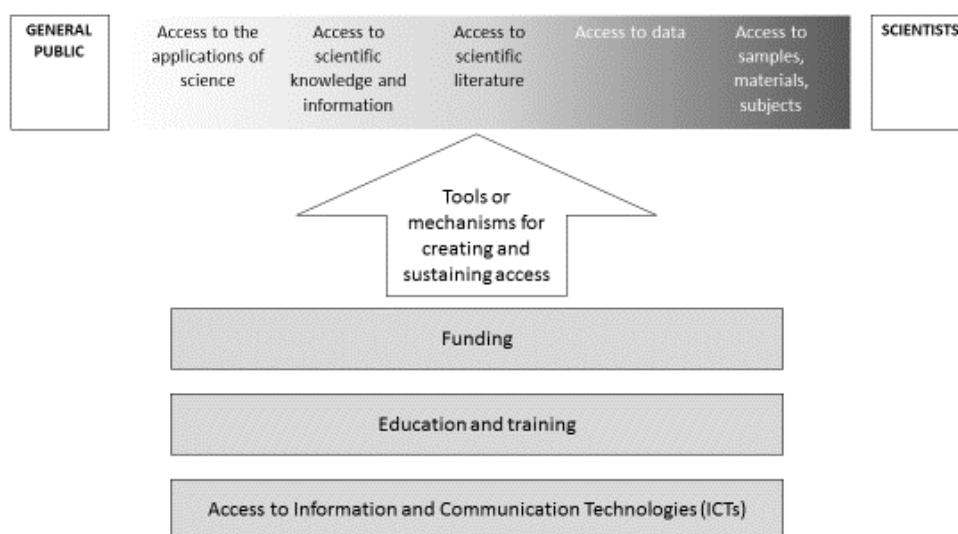 GENERAL
PUBLIC
Access to the
applications of
science
Access to
scientific
knowledge and
information
Access to
scientific
literature
Access to data
Access to
samples,
materials,
subjects
SCIENTISTS
Tools or
mechanisms for
creating and
sustaining access
Funding
Education and training
Access to Information and Communication Technologies (ICTs)